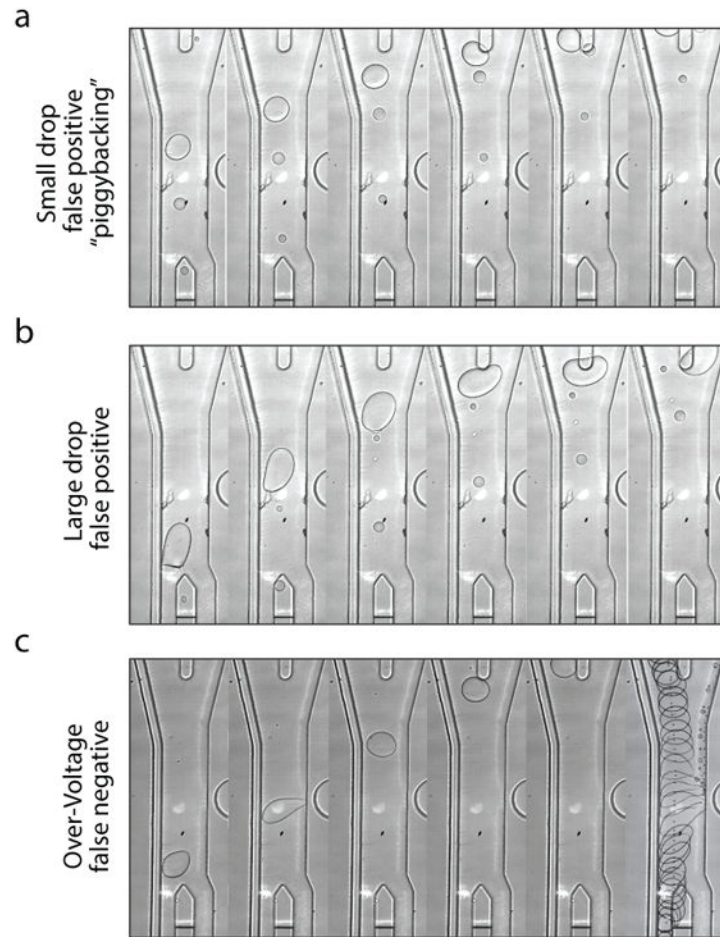 a
Small drop
false positive
“piggybacking”
b
Large drop
false positive
c
Over-Voltage
false negative